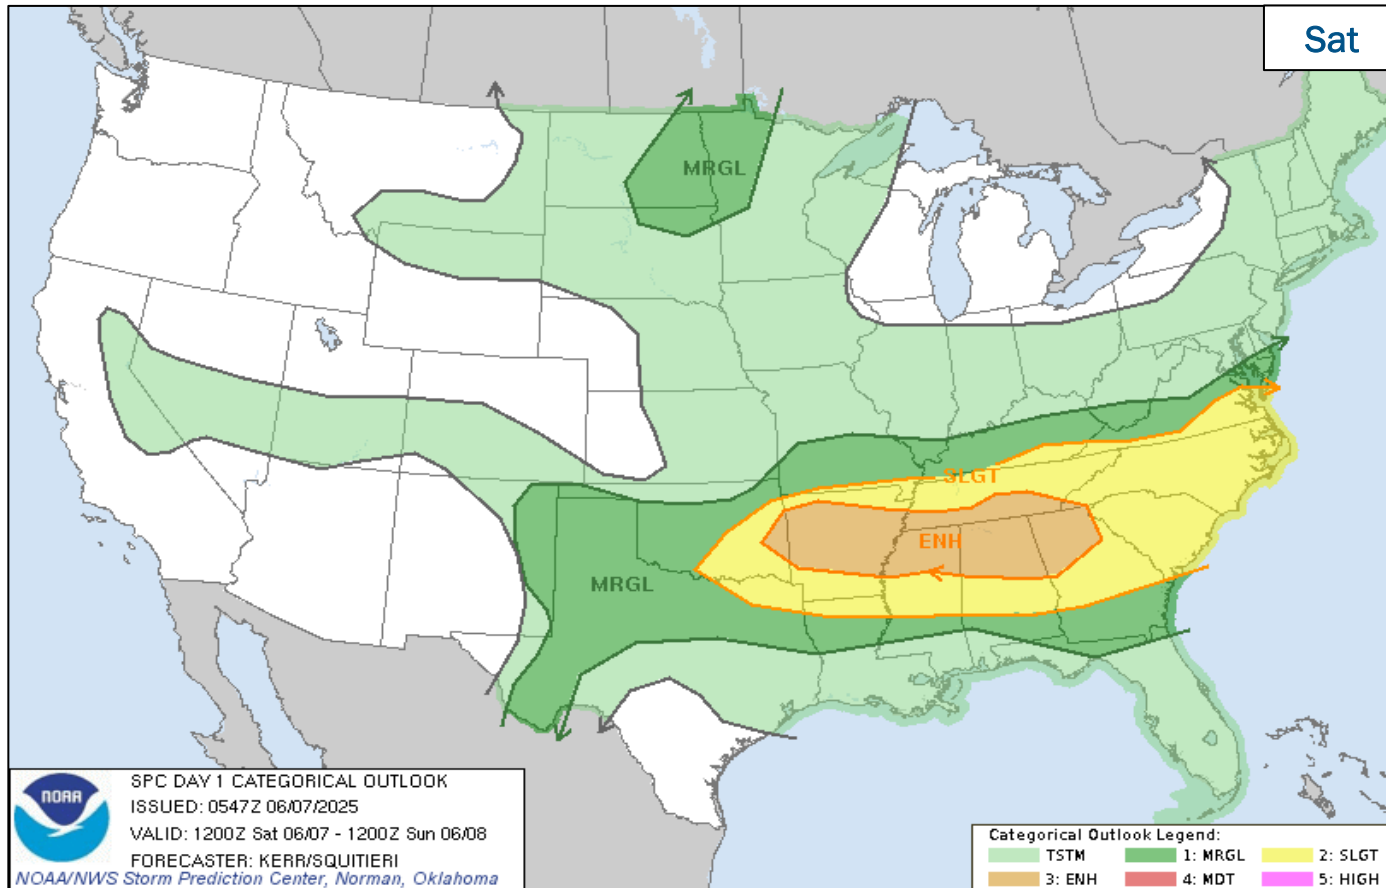 Sat
MRGL
SLGT
ENH
MRGL
NOAA
SPC DAY 1 CATEGORICAL OUTLOOK
ISSUED: 0547Z 06/07/2025
VALID: 1200Z Sat 06/07 - 1200Z Sun 06/08
FORECASTER: KERR/SQUITIERI
NOAA/NWS Storm Prediction Center, Norman, Oklahoma
Categorical Outlook Legend:
TSTM 1: MRGL 2: SLGT
3: ENH 4: MDT 5: HIGH